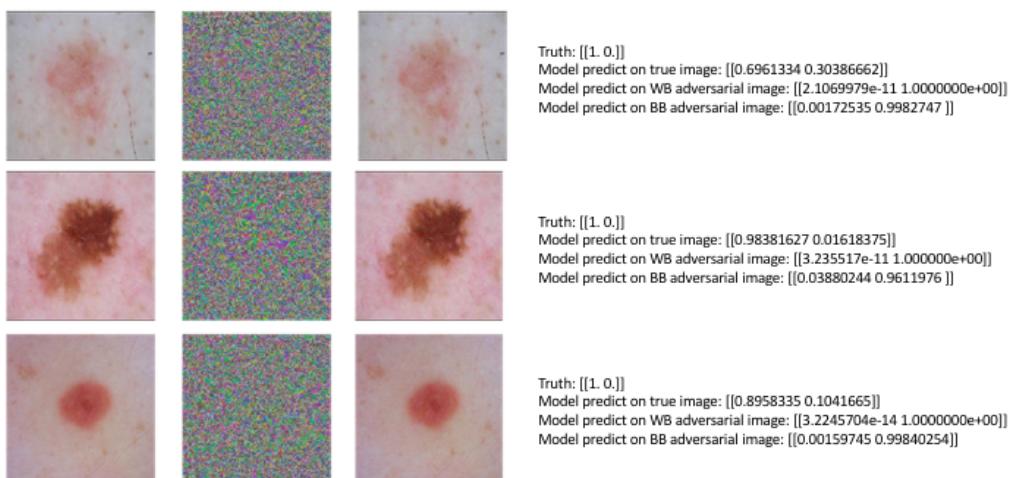 Truth: [[1. 0.]]
Model predict on true image: [[0.6961334 0.30386662]]
Model predict on WB adversarial image: [[2.1069979e-11 1.0000000e+00]]
Model predict on BB adversarial image: [[0.00172535 0.9982747 ]]
Truth: [[1. 0.]]
Model predict on true image: [[0.98381627 0.01618375]]
Model predict on WB adversarial image: [[3.235517e-11 1.000000e+00]]
Model predict on BB adversarial image: [[0.03880244 0.9611976 ]]
Truth: [[1. 0.]]
Model predict on true image: [[0.8958335 0.1041665]]
Model predict on WB adversarial image: [[3.2245704e-14 1.0000000e+00]]
Model predict on BB adversarial image: [[0.00159745 0.99840254]]